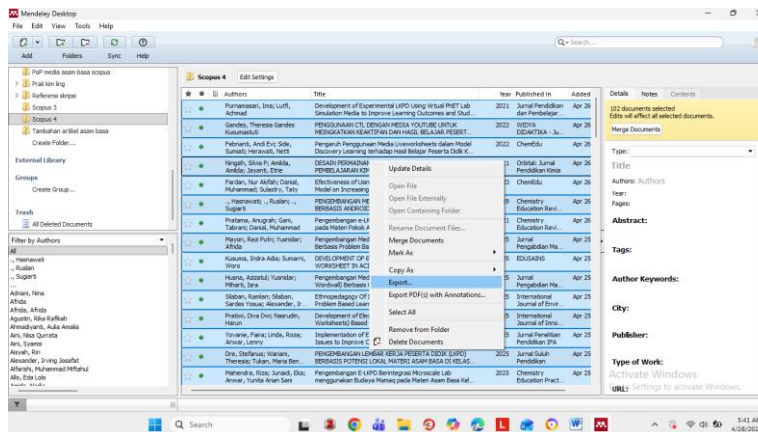 Mendeley Desktop
File Edit View Tools Help
Add Folders Sync Help
Search...
PoP media asam basa scopus
Prak kim ling
Referensi skripsi
Scopus 3
Scopus 4
Tambahan artikel asam basa
Create Folder...
External Library
Groups
Create Group...
Trash
All Deleted Documents
Filter by Authors
All
., Hasnawati
., Ruslan
., Sugiarti
Adriani, Nina
Afrida
Afrida, Afrida
Agustin, Rika Rafikah
Ahmadiyanti, Aulia Amalia
Aini, Nisa Qurrata
Aini, Syamsi
Aisyah, Rin
Alexander, Irving Josafat
Alfarishi, Muhammad Miftahul
Allo, Eda Lolo
Scopus 4 Edit Settings
Authors Title Year Published In Added
Purnamasari, Ina; Lutfi, Achmad Development of Experimental LKPD Using Virtual PhET Lab Simulation Media to Improve Learning Outcomes and Stud... 2021 Jurnal Pendidikan dan Pembelajar... Apr 26
Gandes, Theresia Gandes Kusumastuti PENGGUNAAN CTL DENGAN MEDIA YOUTUBE UNTUK MENINGKATKAN KEAKTIFAN DAN HASIL BELAJAR PESERT... 2022 WIDYA DIDAKTIKA - Ju... Apr 26
Febrianti, Andi Evi; Side, Sumiati; Herawati, Netti Pengaruh Penggunaan Media Liveworksheets dalam Model Discovery Learning terhadap Hasil Belajar Peserta Didik K... 2022 ChemEdu Apr 26
Ningsih, Silvia P; Amilda, Amilda; Jayanti, Etrie DESAIN PERMAINAN PEMBELAJARAN KIM Orbital: Jurnal Pendidikan Kimia Apr 26
Pardan, Nur Akifah; Danial, Muhammad; Sulastry, Taty Effectiveness of Usin Model on Increasing ChemEdu Apr 26
., Hasnawati; ., Ruslan; ., Sugiarti PENGEMBANGAN ME BERBASIS ANDROID Chemistry Education Revi... Apr 26
Pratama, Anugrah; Gani, Tabrani; Danial, Muhammad Pengembangan e-LK pada Materi Pokok A Chemistry Education Revi... Apr 26
Mayori, Resi Putri; Yusnidar; Afrida Pengembangan Med Berbasis Problem Ba Jurnal Pengabdian Ma... Apr 25
Kusuma, Indra Adia; Sumarni, Woro DEVELOPMENT OF E WORKSHEET IN ACI EDUSAINS Apr 25
Husna, Azizatul; Yusnidar; Miharti, Isra Pengembangan Med Wordwall) Berbasis Jurnal Pengabdian Ma... Apr 25
Silaban, Ramlan; Silaban, Sardes Yosua; Alexander, Ir... Ethnopedagogy Of Problem Based Lear International Journal of Envir... Apr 25
Pratiwi, Diva Dwi; Nasrudin, Harun Development of Elec Worksheets) Based International Journal of Inno... Apr 25
Yovanie, Faira; Linda, Roza; Anwar, Lenny Implementation of E Issues to Improve C Jurnal Penelitian Pendidikan IPA Apr 25
Dre, Stefanus; Wariani, Theresia; Tukan, Maria Ben... PENGEMBANGAN LEMBAR KERJA PESERTA DIDIK (LKPD) BERBASIS POTENSI LOKAL MATERI ASAM BASA DI KELAS... 2025 Jurnal Suluh Pendidikan Apr 25
Mahendra, Riza; Junaidi, Eka; Anwar, Yunita Arian Sani Pengembangan E-LKPD Berintegrasi Microscale Lab menggunakan Budaya Mamaq pada Materi Asam Basa Kel... 2025 Chemistry Education Pract... Apr 25
Update Details
Open File
Open File Externally
Open Containing Folder
Rename Document Files...
Merge Documents
Mark As
Copy As
Export...
Export PDF(s) with Annotations...
Select All
Remove from Folder
Delete Documents
Details Notes Contents
102 documents selected
Edits will affect all selected documents.
Merge Documents
Type:
Title
Authors: Authors
Year:
Pages:
Abstract:
Tags:
Author Keywords:
City:
Publisher:
Type of Work:
URL:
Activate Windows
Go to Settings to activate Windows.
Search
5:41 AM
4/28/202